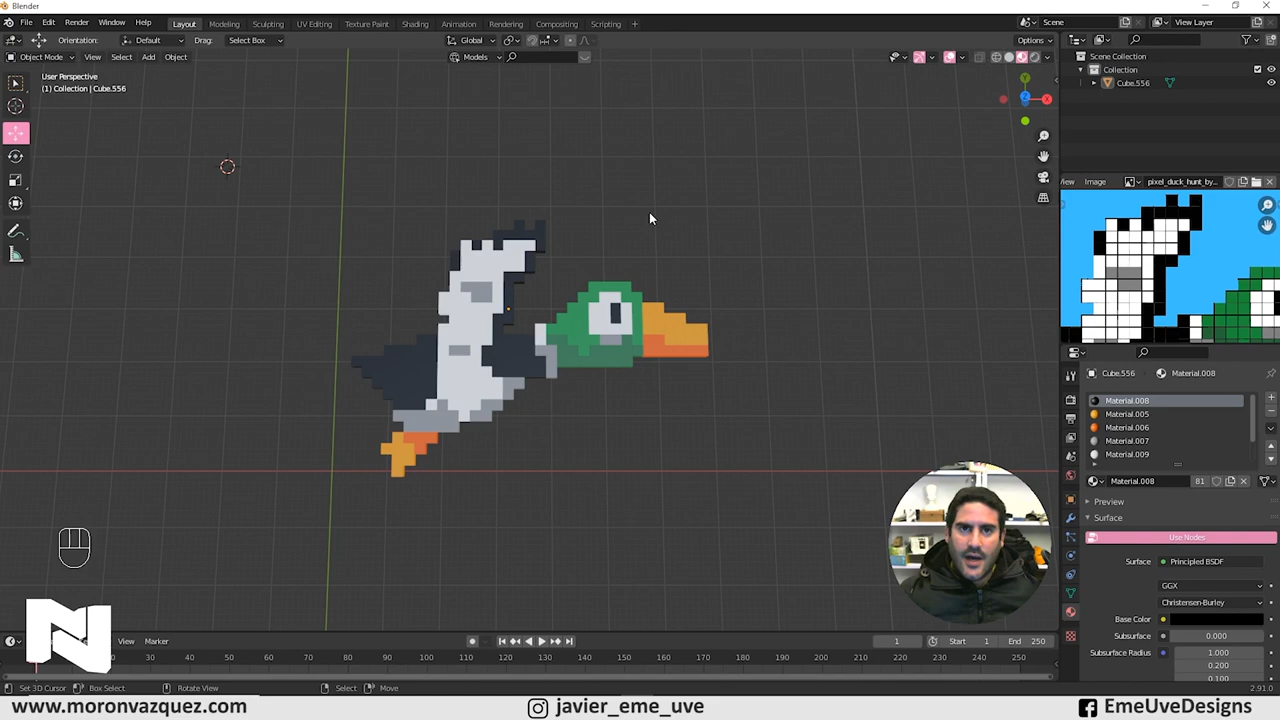 Blender
File Edit Render Window Help
Layout Modeling Sculpting UV Editing Texture Paint Shading Animation Rendering Compositing Scripting +
Scene
View Layer
Orientation: Default Drag: Select Box
Global
Options
Object Mode View Select Add Object
Models
User Perspective
(1) Collection | Cube.556
Scene Collection
Collection
Cube.556
View Image pixel_duck_hunt_by...
Cube.556 Material.008
Material.008
Material.005
Material.006
Material.007
Material.009
Material.008 81
Preview
Surface
Use Nodes
Surface Principled BSDF
GGX
Christensen-Burley
Base Color
Subsurface 0.000
Subsurface Radius 1.000
0.200
0.100
View Marker
1 Start 1 End 250
30 40 50 60 70 80 90 100 110 120 130 140 150 160 170 180 190 200 210 220 230 240 250
Set 3D Cursor Box Select Rotate View Select Move
2.91.0
N
www.moronvazquez.com
javier_eme_uve
EmeUveDesigns